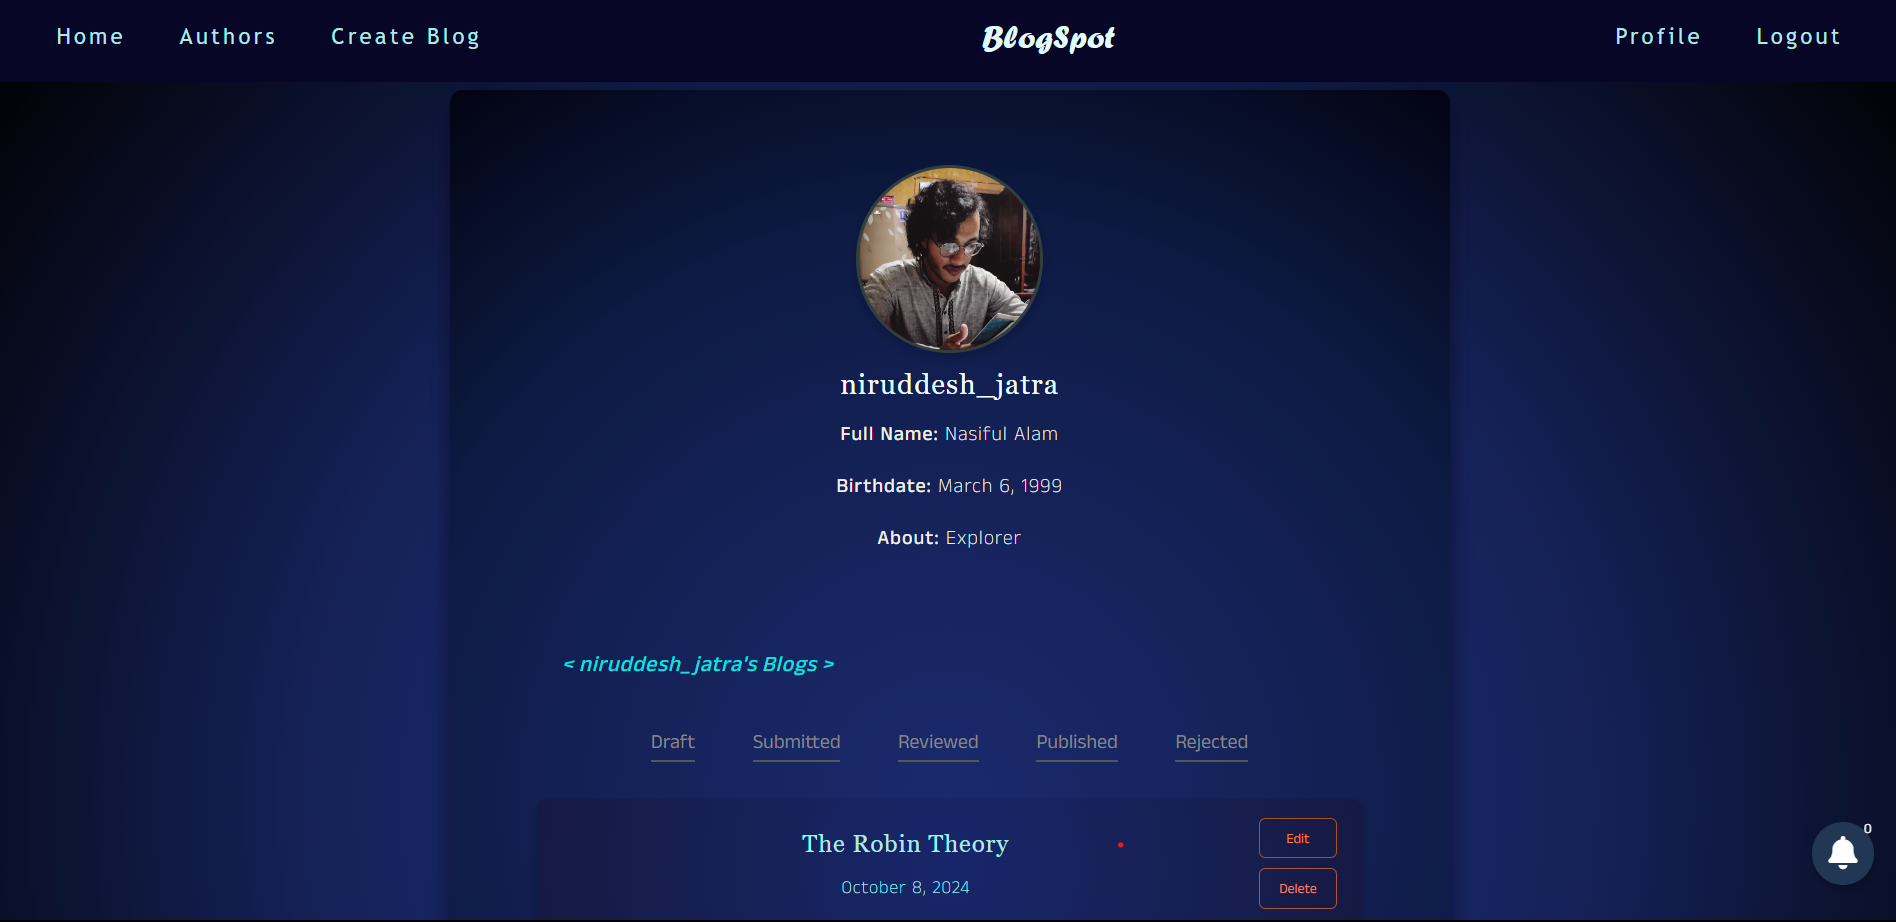 Home Authors Create Blog BlogSpot Profile Logout
niruddesh_jatra
Full Name: Nasiful Alam
Birthdate: March 6, 1999
About: Explorer
< niruddesh_jatra's Blogs >
Draft Submitted Reviewed Published Rejected
The Robin Theory
October 8, 2024
Edit
Delete
0